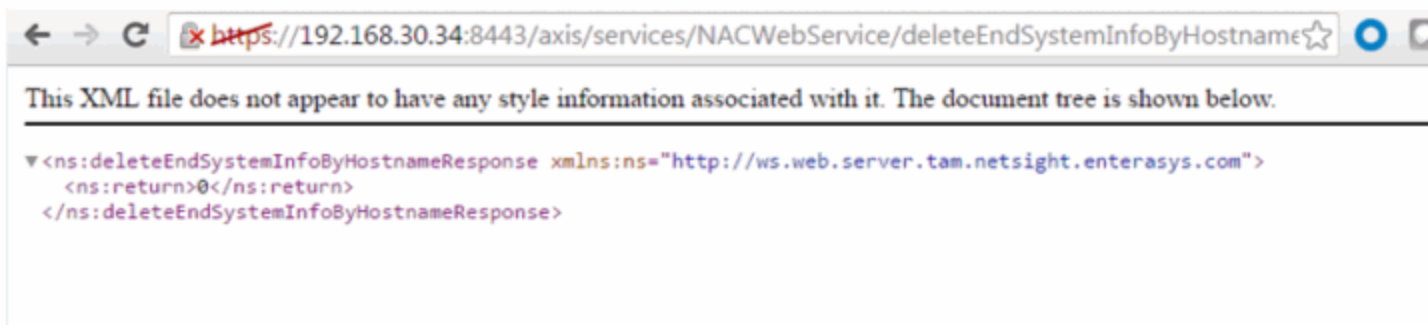 https://192.168.30.34:8443/axis/services/NACWebService/deleteEndSystemInfoByHostname
This XML file does not appear to have any style information associated with it. The document tree is shown below.
▼<ns:deleteEndSystemInfoByHostnameResponse xmlns:ns="http://ws.web.server.tam.netsight.enterasys.com">
<ns:return>0</ns:return>
</ns:deleteEndSystemInfoByHostnameResponse>